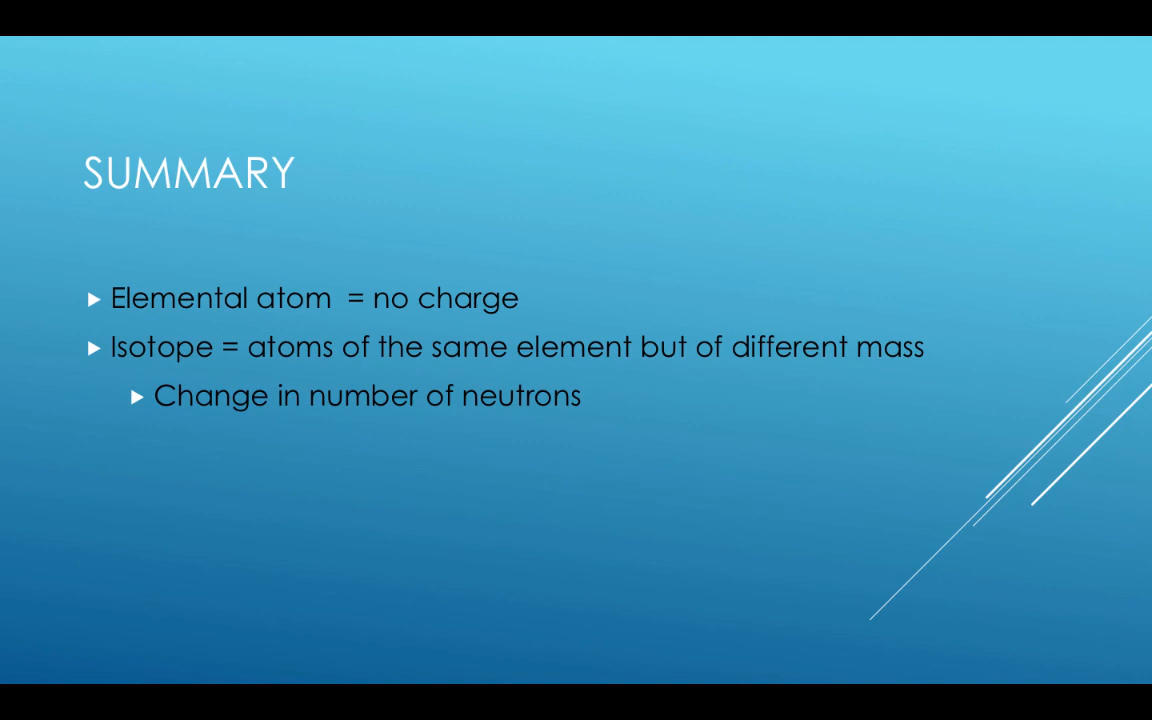 SUMMARY
Elemental atom = no charge
Isotope = atoms of the same element but of different mass
Change in number of neutrons